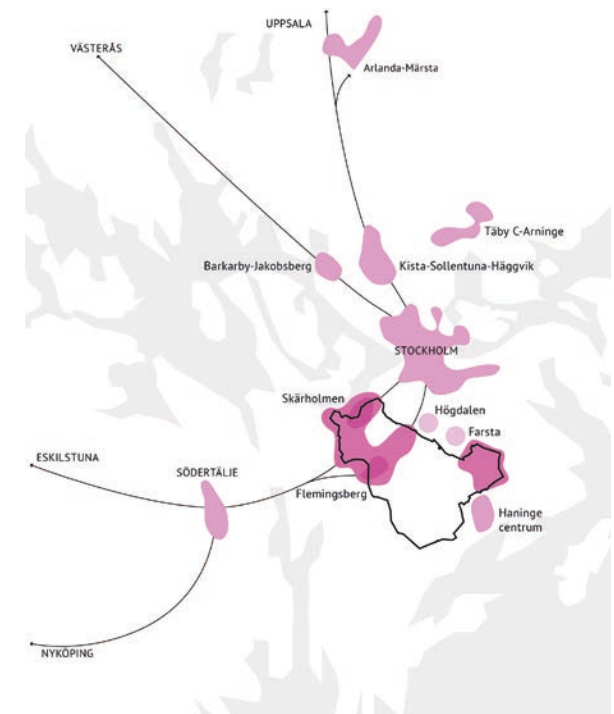 UPPSALA
VÄSTERÅS
Arlanda-Märsta
Täby C-Arninge
Barkarby-Jakobsberg
Kista-Sollentuna-Häggvik
STOCKHOLM
Skärholmen
Högdalen
Farsta
ESKILSTUNA
SÖDERTÄLJE
Flemingsberg
Haninge
centrum
NYKÖPING